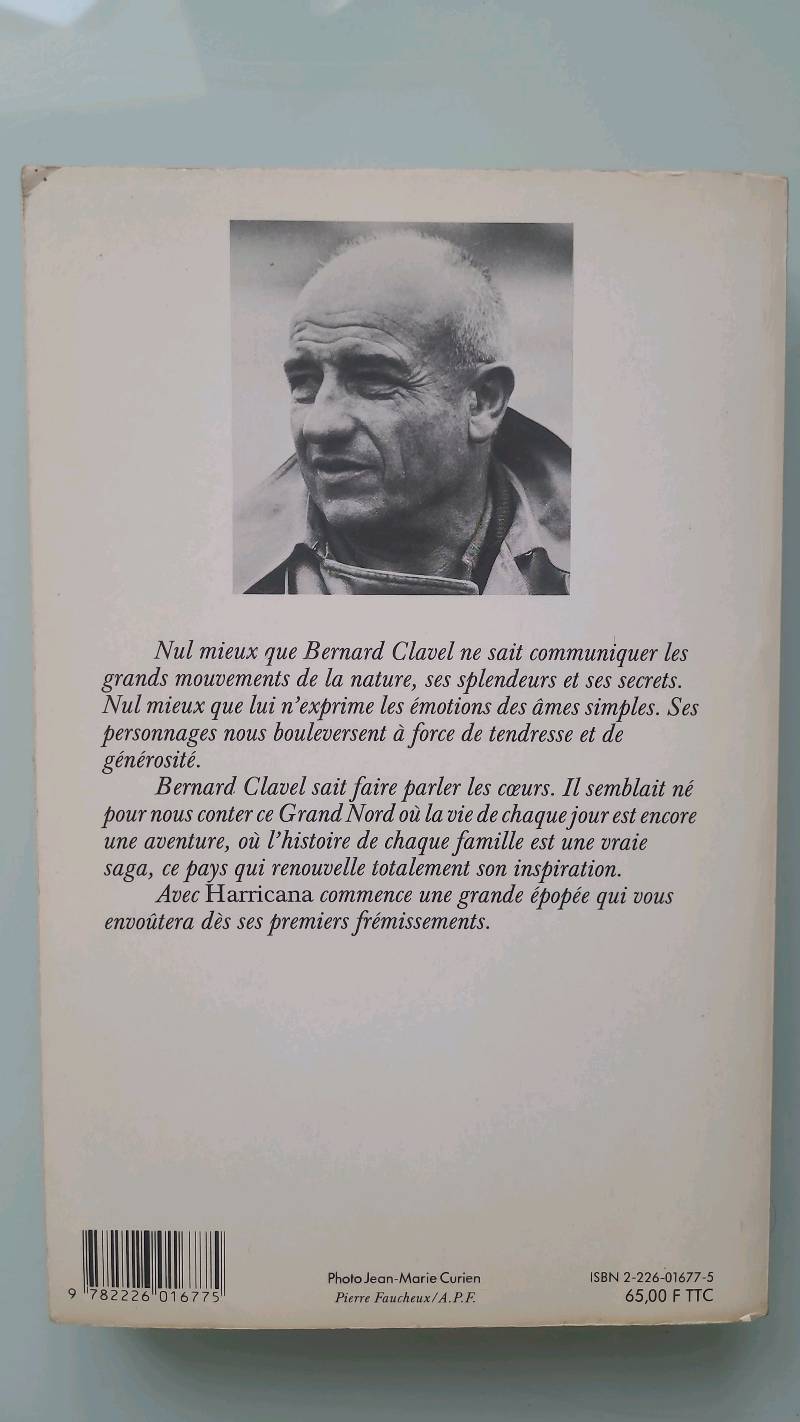 Nul mieux que Bernard Clavel ne sait communiquer les
grands mouvements de la nature, ses splendeurs et ses secrets.
Nul mieux que lui n'exprime les émotions des âmes simples. Ses
personnages nous bouleversent à force de tendresse et de
générosité.
Bernard Clavel sait faire parler les cœurs. Il semblait né
pour nous conter ce Grand Nord où la vie de chaque jour est encore
une aventure, où l'histoire de chaque famille est une vraie
saga, ce pays qui renouvelle totalement son inspiration.
Avec Harricana commence une grande épopée qui vous
envoûtera dès ses premiers frémissements.
9 782226 016775
Photo Jean-Marie Curien
Pierre Faucheux/A.P.F.
ISBN 2-226-01677-5
65,00 F TTC